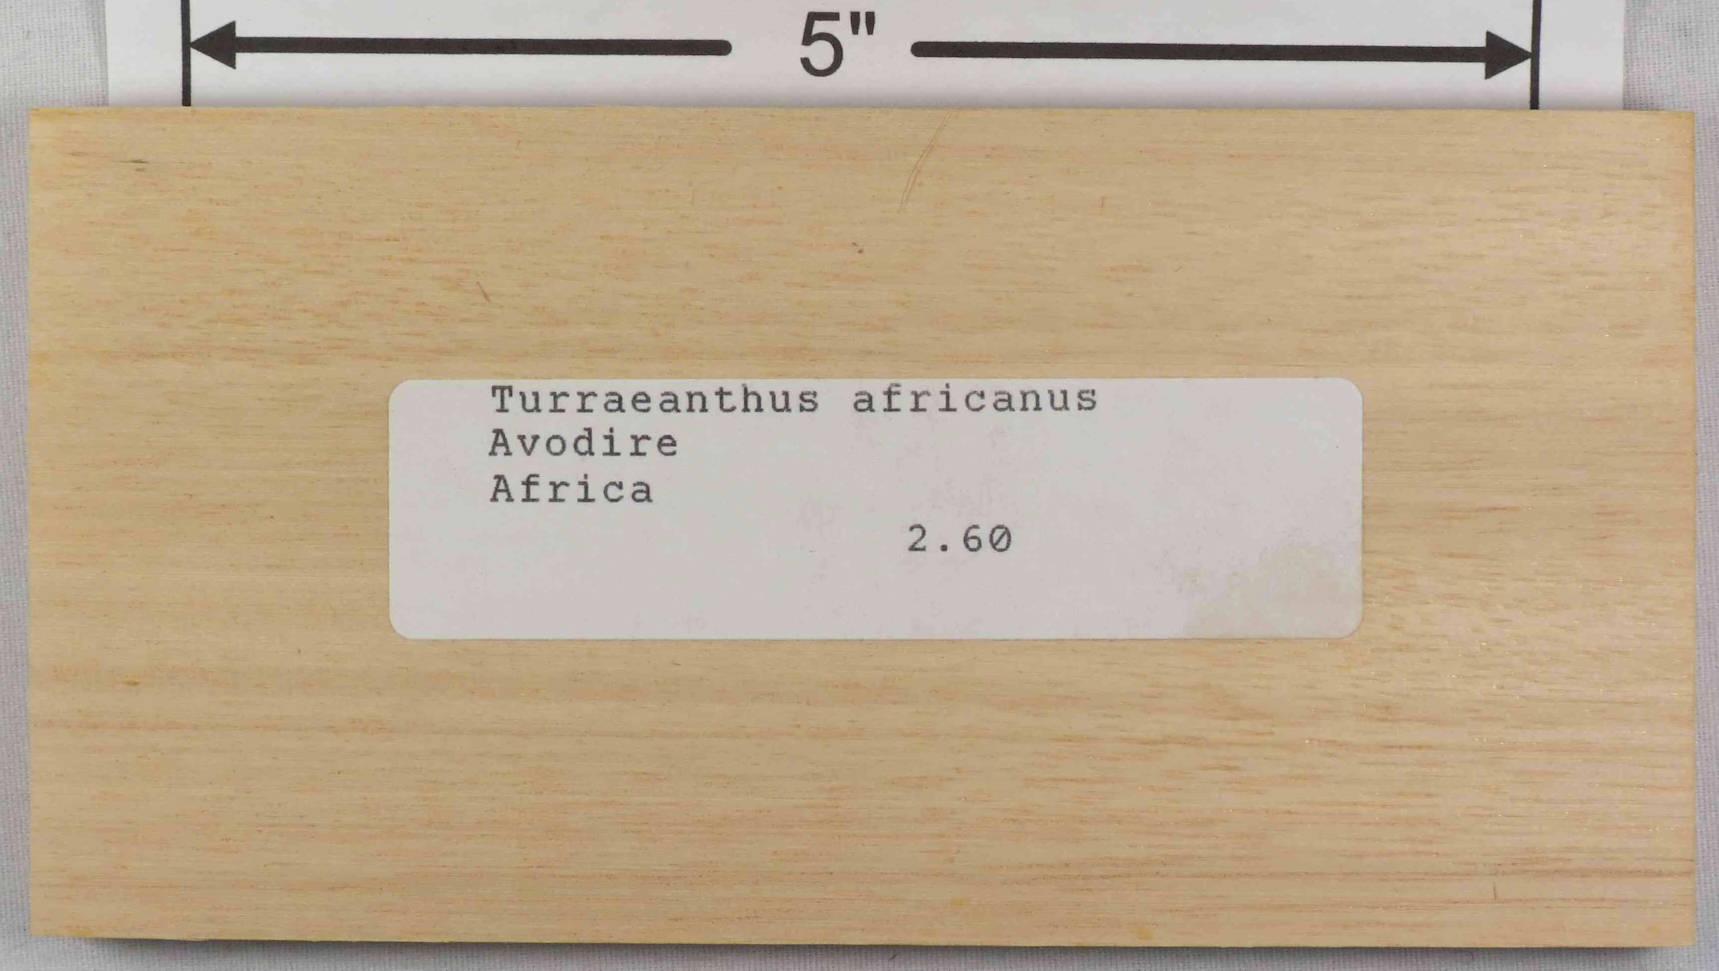 5"
Turraeanthus africanus
Avodire
Africa
2.60